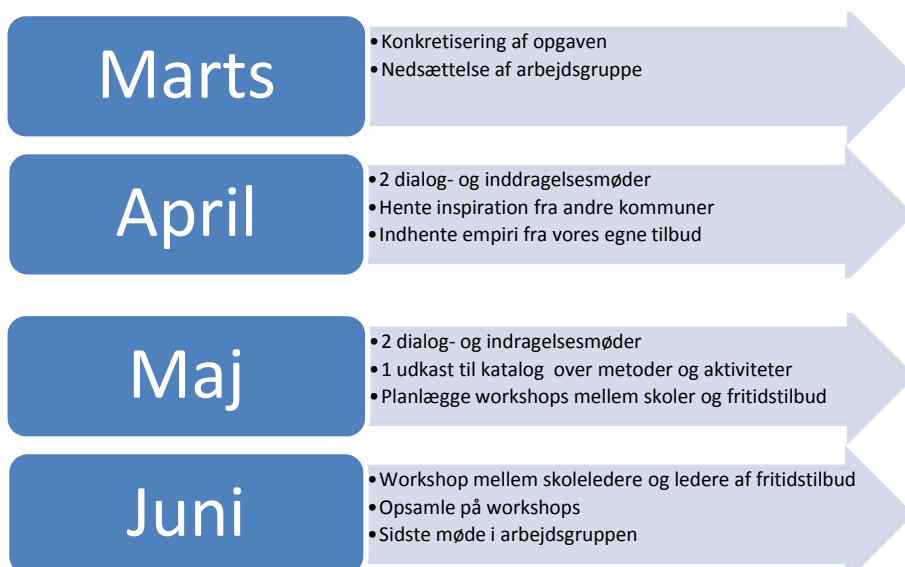 Marts
•Konkretisering af opgaven
•Nedsættelse af arbejdsgruppe
April
•2 dialog- og inddragelsesmøder
•Hente inspiration fra andre kommuner
•Indhente empiri fra vores egne tilbud
Maj
•2 dialog- og indragelsesmøder
•1 udkast til katalog over metoder og aktiviteter
•Planlægge workshops mellem skoler og fritidstilbud
Juni
•Workshop mellem skoleledere og ledere af fritidstilbud
•Opsamle på workshops
•Sidste møde i arbejdsgruppen